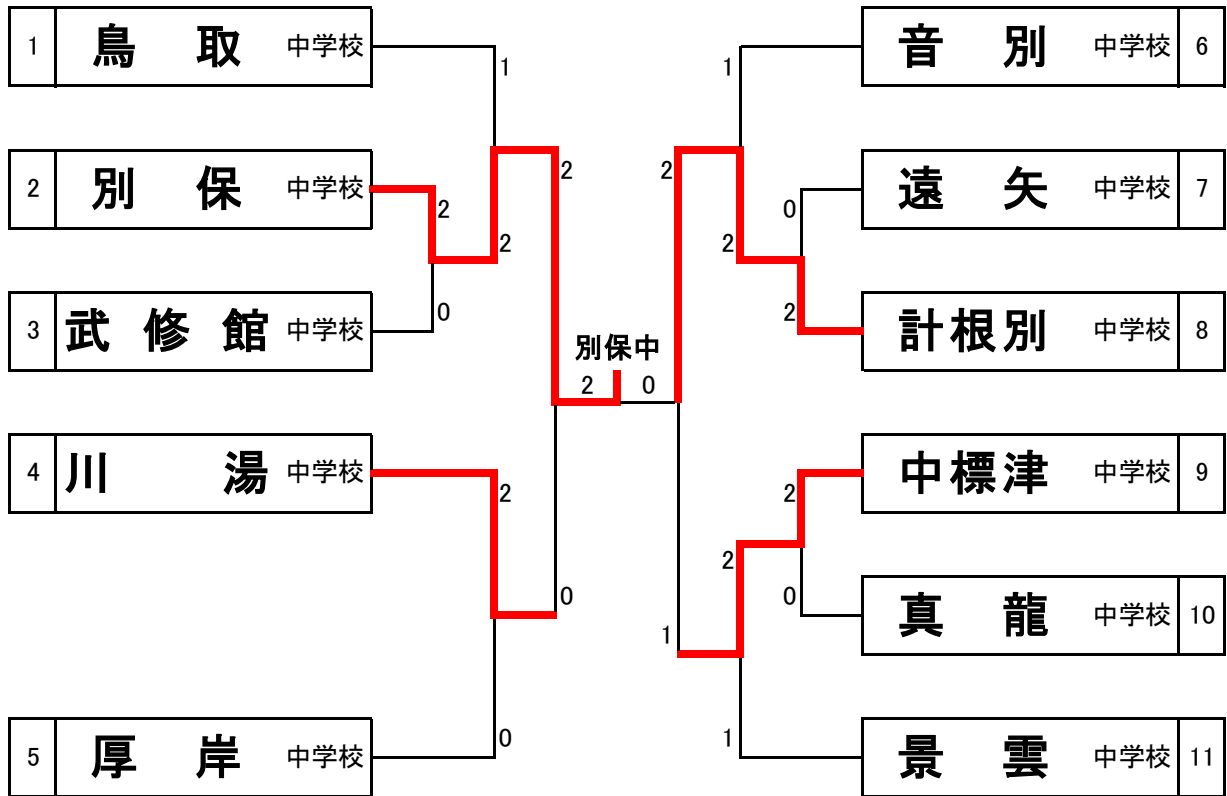 1 鳥取 中学校
1
2 別保 中学校
2
2
2
0
3 武修館 中学校
4 川湯 中学校
2
0
0
5 厚岸 中学校
別保中
2 0
音別 中学校 6
1
2
遠矢 中学校 7
0
2
2
計根別 中学校 8
中標津 中学校 9
2
2
0
真龍 中学校 10
1
1
景雲 中学校 11